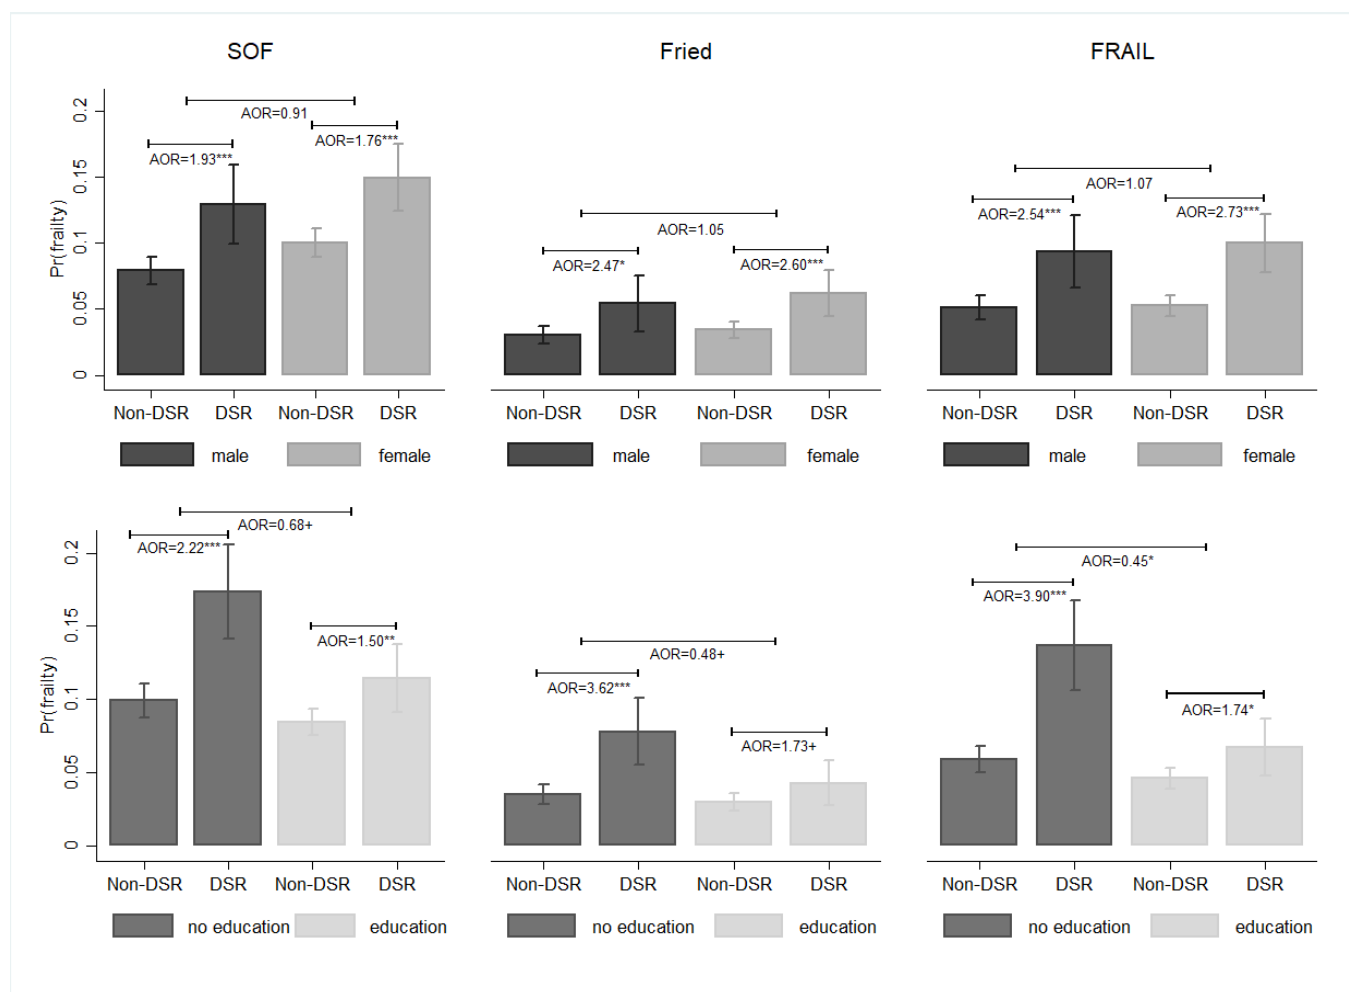 SOF
Fried
FRAIL
Pr(frailty)
0
0.05
0.1
0.15
0.2
AOR=0.91
AOR=1.93***
AOR=1.76***
Non-DSR DSR Non-DSR DSR
male female
AOR=1.05
AOR=2.47*
AOR=2.60***
Non-DSR DSR Non-DSR DSR
male female
AOR=1.07
AOR=2.54***
AOR=2.73***
Non-DSR DSR Non-DSR DSR
male female
Pr(frailty)
0
0.05
0.1
0.15
0.2
AOR=0.68+
AOR=2.22***
AOR=1.50**
Non-DSR DSR Non-DSR DSR
no education education
AOR=0.48+
AOR=3.62***
AOR=1.73+
Non-DSR DSR Non-DSR DSR
no education education
AOR=0.45*
AOR=3.90***
AOR=1.74*
Non-DSR DSR Non-DSR DSR
no education education